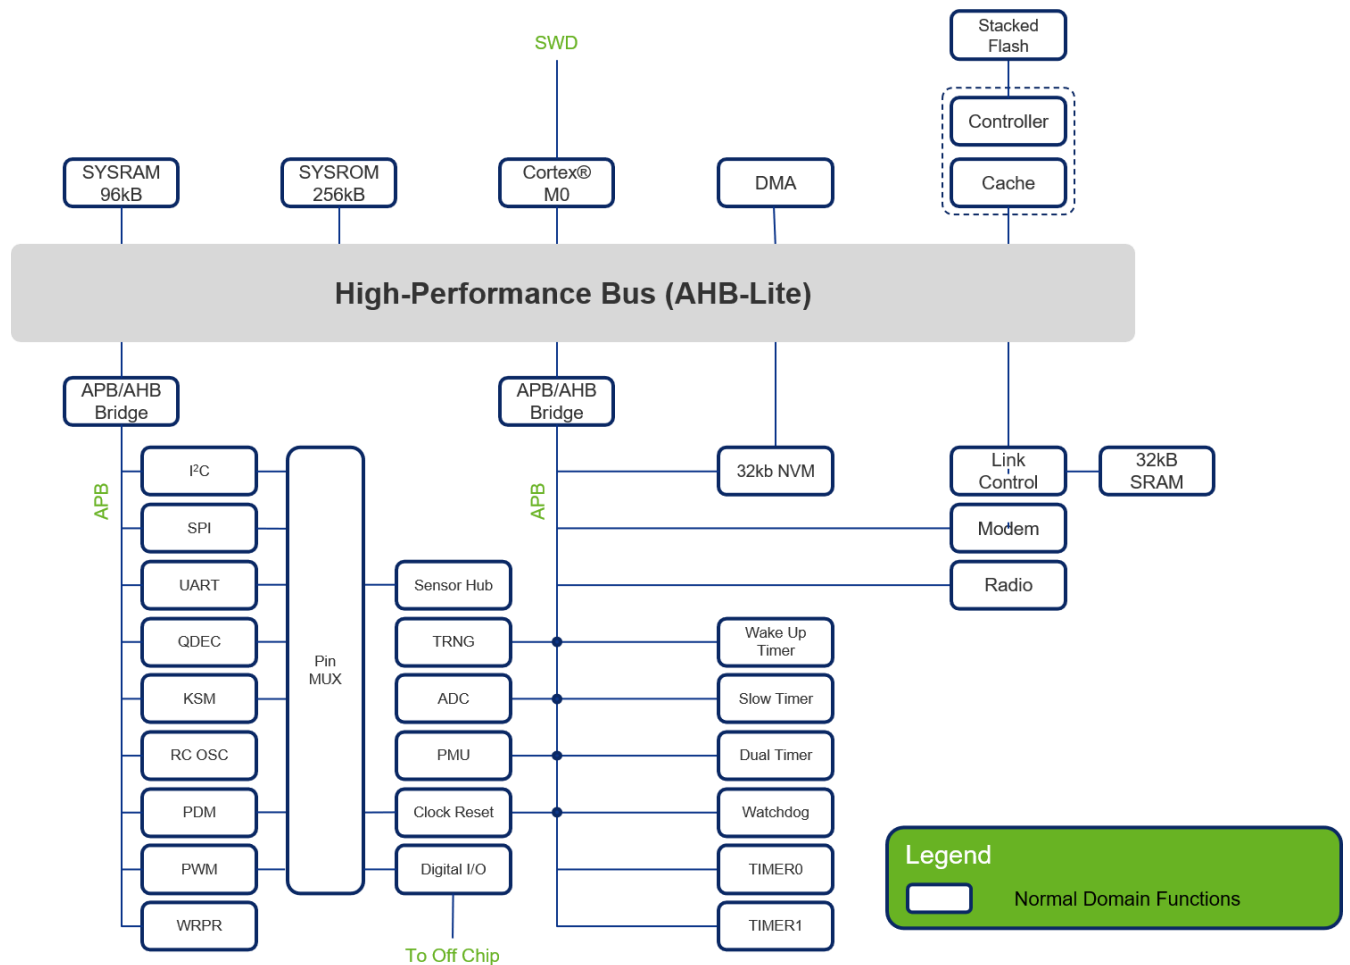 Stacked
Flash
SWD
Controller
SYSRAM
96kB
SYSROM
256kB
Cortex®
M0
DMA
Cache
High-Performance Bus (AHB-Lite)
APB/AHB
Bridge
APB/AHB
Bridge
APB
I²C
SPI
UART
QDEC
KSM
RC OSC
PDM
PWM
WRPR
Pin
MUX
Sensor Hub
TRNG
ADC
PMU
Clock Reset
Digital I/O
To Off Chip
APB
32kb NVM
Link
Control
32kB
SRAM
Modem
Radio
Wake Up
Timer
Slow Timer
Dual Timer
Watchdog
TIMER0
TIMER1
Legend
Normal Domain Functions